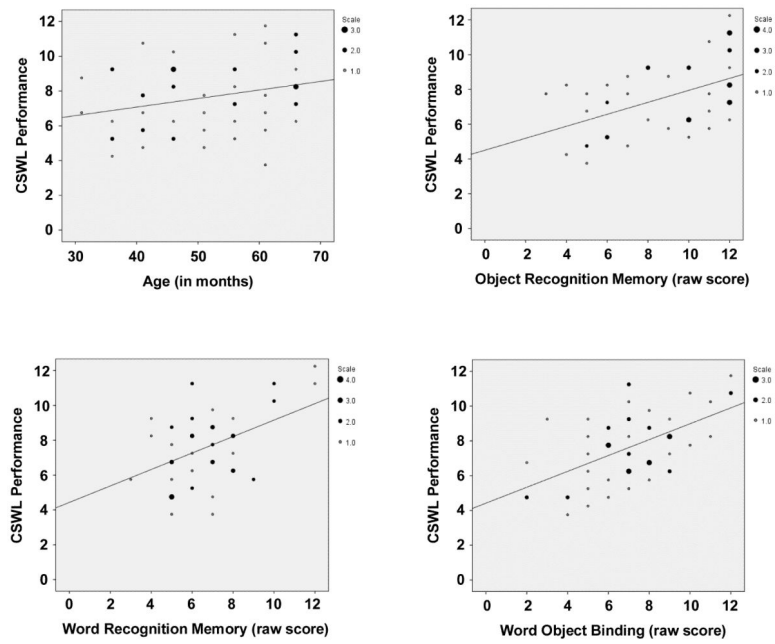 Scale
3.0
2.0
1.0
CSWL Performance
12
10
8
6
4
2
0
30 40 50 60 70
Age (in months)
Scale
4.0
3.0
2.0
1.0
CSWL Performance
12
10
8
6
4
2
0
0 2 4 6 8 10 12
Object Recognition Memory (raw score)
Scale
4.0
3.0
2.0
1.0
CSWL Performance
12
10
8
6
4
2
0
0 2 4 6 8 10 12
Word Recognition Memory (raw score)
Scale
3.0
2.0
1.0
CSWL Performance
12
10
8
6
4
2
0
0 2 4 6 8 10 12
Word Object Binding (raw score)